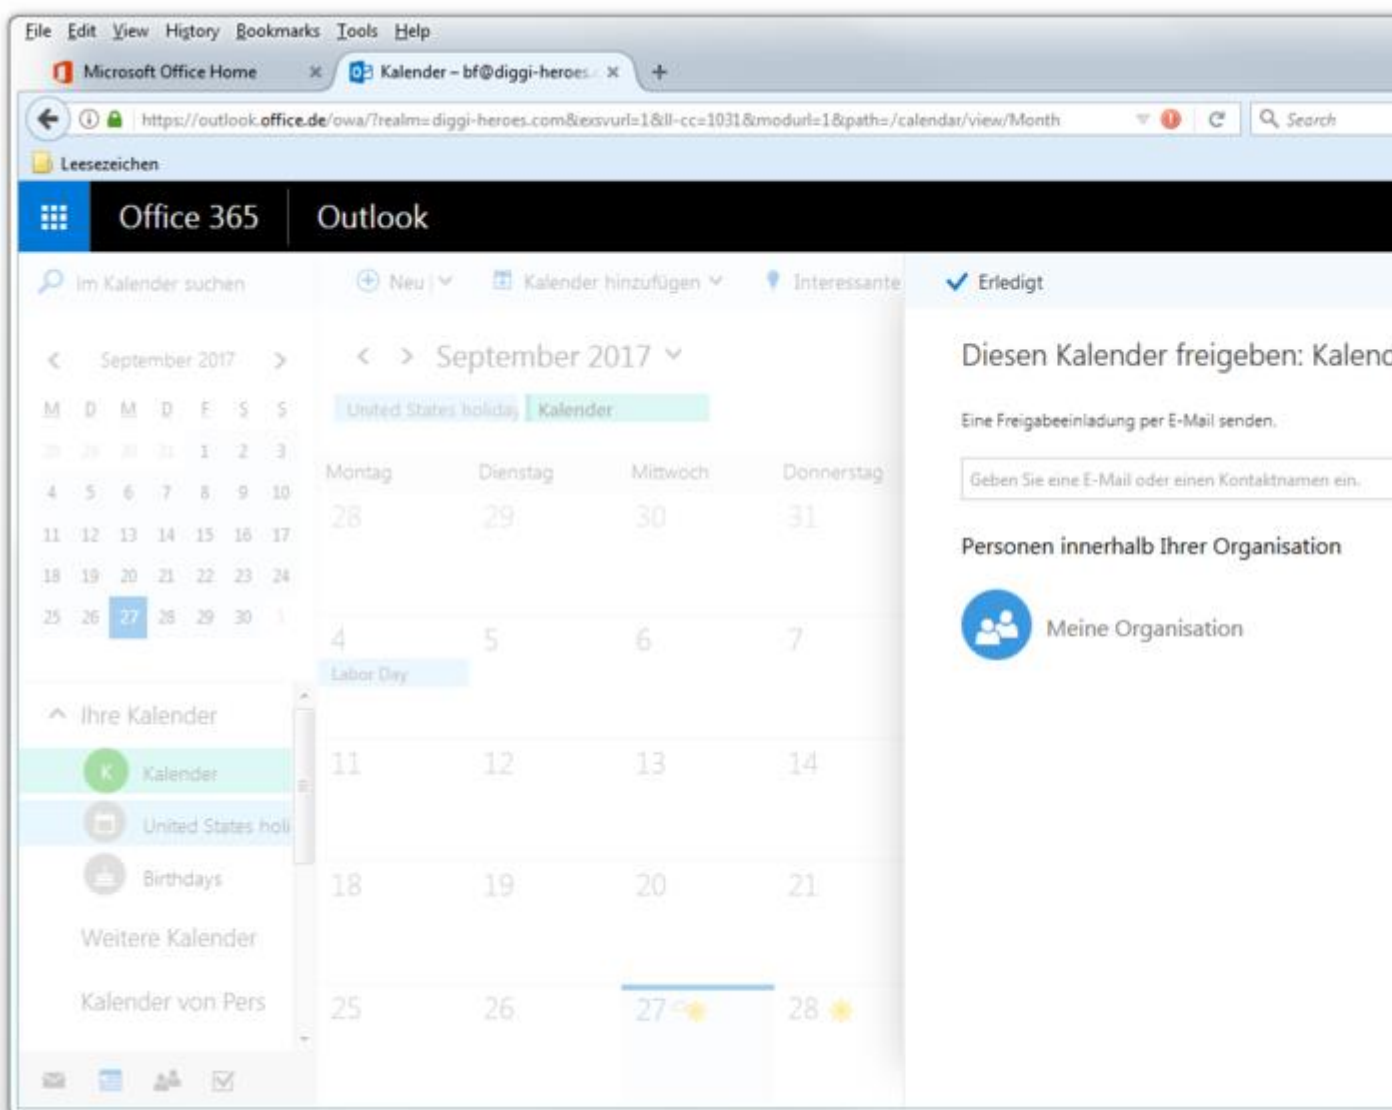 File Edit View History Bookmarks Tools Help
Microsoft Office Home
Kalender – bf@diggi-heroes.
https://outlook.office.de/owa/?realm=diggi-heroes.com&exsvurl=1&ll-cc=1031&modurl=1&path=/calendar/view/Month
Search
Leesezeichen
Office 365 Outlook
Im Kalender suchen
Neu Kalender hinzufügen Interessante
Erledigt
September 2017
M D M D F S S
1 2 3
4 5 6 7 8 9 10
11 12 13 14 15 16 17
18 19 20 21 22 23 24
25 26 27 28 29 30 1
Ihre Kalender
K Kalender
United States holi
Birthdays
Weitere Kalender
Kalender von Pers
September 2017
United States holiday Kalender
Montag Dienstag Mittwoch Donnerstag
28 29 30 31
4 5 6 7
Labor Day
11 12 13 14
18 19 20 21
25 26 27 28
Diesen Kalender freigeben: Kalend
Eine Freigabeeinladung per E-Mail senden.
Geben Sie eine E-Mail oder einen Kontaktnamen ein.
Personen innerhalb Ihrer Organisation
Meine Organisation